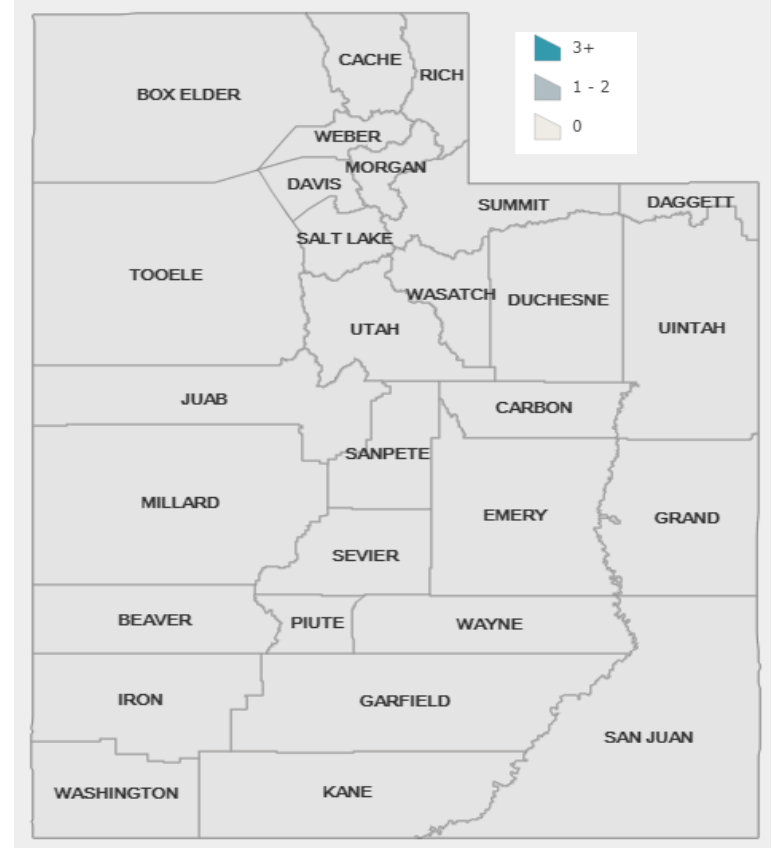 CACHE
RICH
BOX ELDER
3+
1 - 2
0
WEBER
MORGAN
DAVIS
SUMMIT
DAGGETT
SALT LAKE
TOOELE
WASATCH
DUCHESNE
UTAH
UINTAH
JUAB
CARBON
SANPETE
MILLARD
EMERY
GRAND
SEVIER
BEAVER
PIUTE
WAYNE
IRON
GARFIELD
SAN JUAN
WASHINGTON
KANE